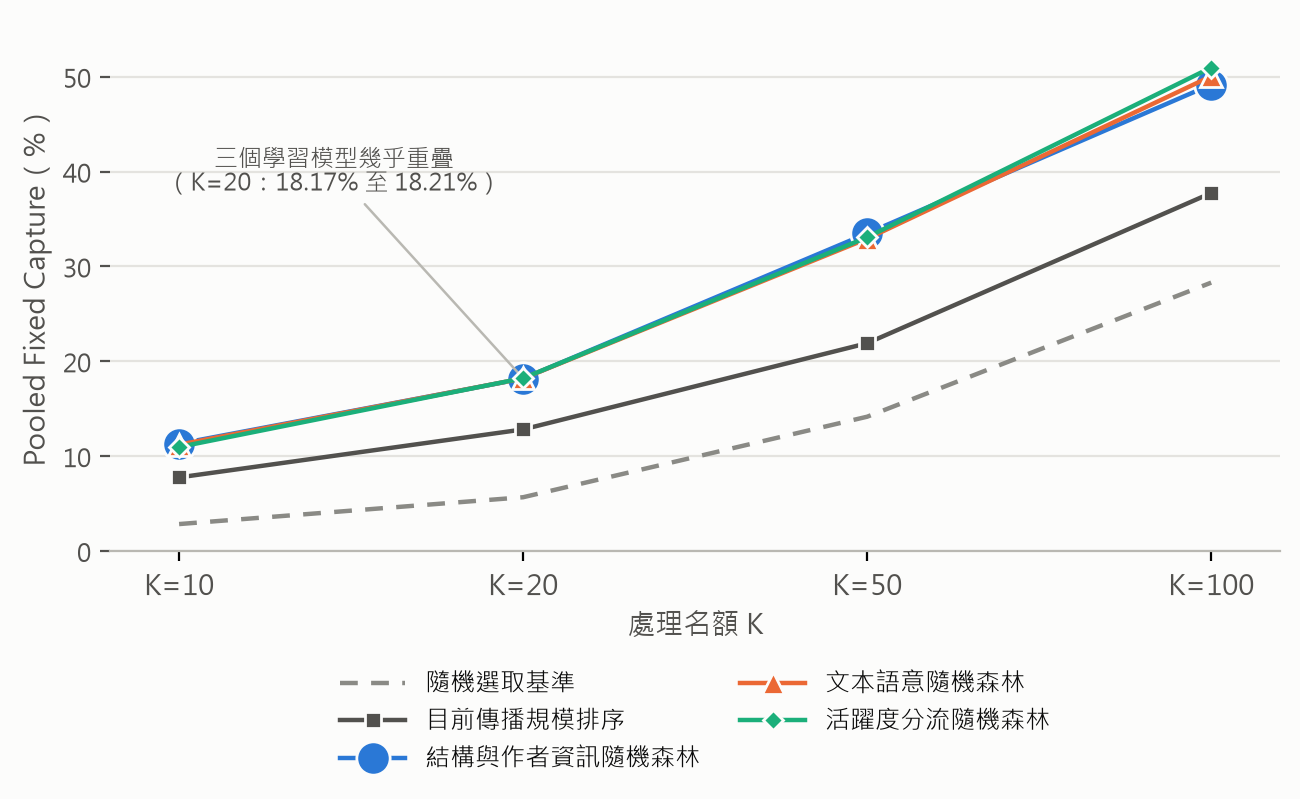 Pooled Fixed Capture ( % )
50
40
30
20
10
0
三個學習模型幾乎重疊
( K=20：18.17% 至 18.21% )
K=10
K=20
K=50
K=100
處理名額 K
隨機選取基準
目前傳播規模排序
結構與作者資訊隨機森林
文本語意隨機森林
活躍度分流隨機森林